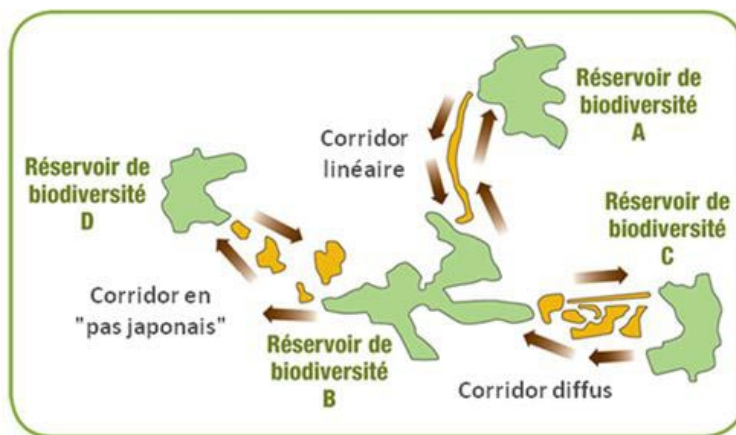 Réservoir de
biodiversité
A
Corridor
linéaire
Réservoir de
biodiversité
D
Réservoir de
biodiversité
C
Corridor en
"pas japonais"
Réservoir de
biodiversité
B
Corridor diffus